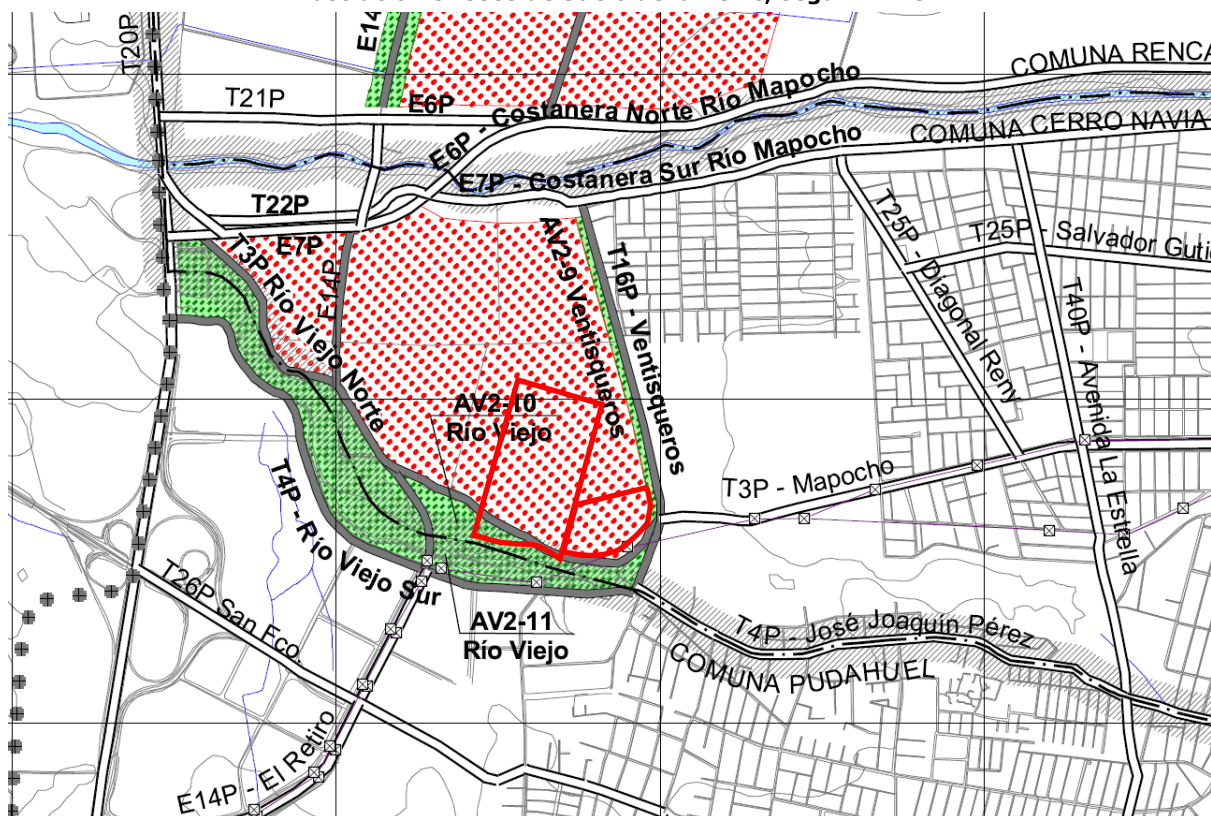 T20P
E14
COMUNA RENCA
T21P
E6P
E6P - Costanera Norte Río Mapocho
COMUNA CERRO NAVIA
E7P - Costanera Sur Río Mapocho
T22P
E7P
T3P Río Viejo Norte
E14P
AV2-9 Ventisqueros
T16P - Ventisqueros
T25P - Diagonal Reny
T25P - Salvador Guti
T40P - Avenida La Estrella
AV2-10
Río Viejo
T3P - Mapocho
T4P - Río Viejo Sur
T26P San Fco.
AV2-11
Río Viejo
T4P - José Joaquín Pérez
COMUNA PUDAHUEL
E14P - El Retiro